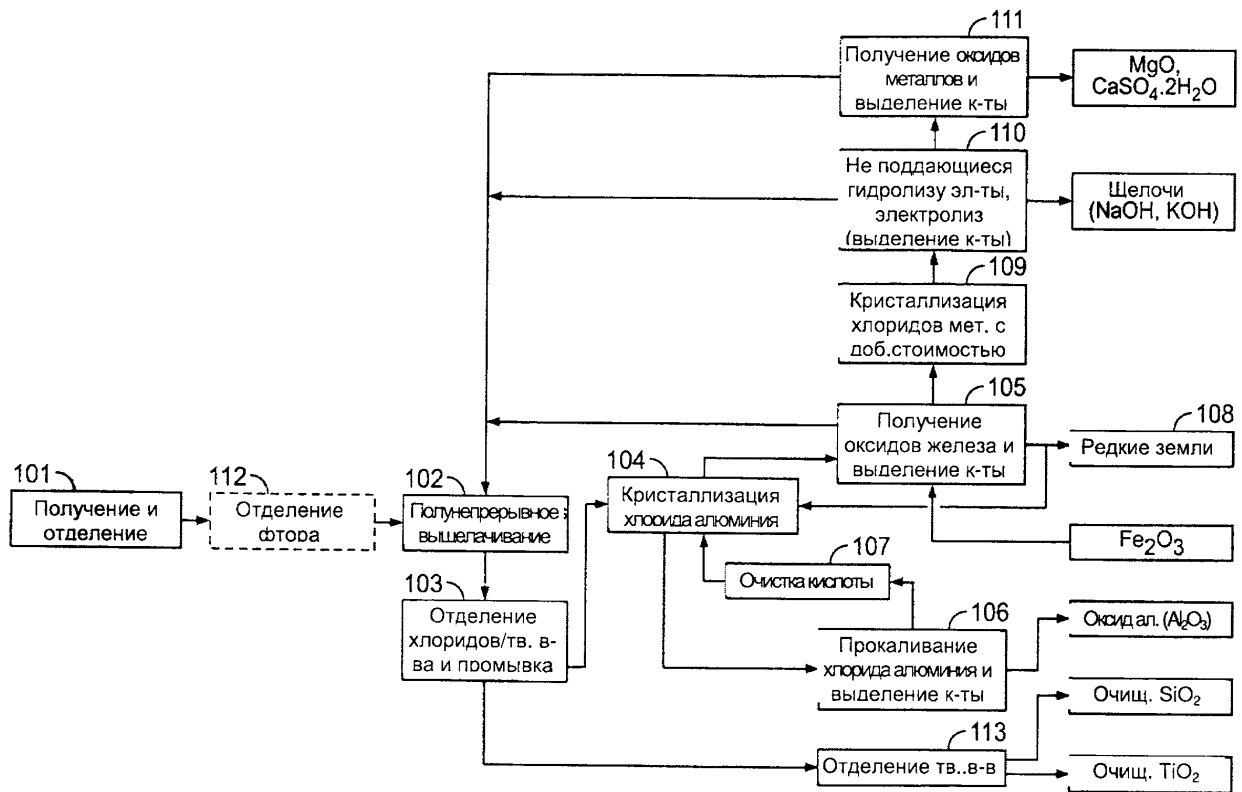 111
Получение оксидов
металлов и
выделение к-ты
MgO,
CaSO4.2H2O
110
Не поддающиеся
гидролизу эл-ты,
электролиз
(выделение к-ты)
Щелочи
(NaOH, KOH)
109
Кристаллизация
хлоридов мет. с
доб.стоимостью
105
Получение
оксидов железа и
выделение к-ты
108
Редкие земли
104
Кристаллизация
хлорида алюминия
101
Получение и
отделение
112
Отделение
фтора
102
Полунепрерывное
вышелачивание
Fe2O3
107
Очистка кислоты
103
Отделение
хлоридов/тв. в-
ва и промывка
106
Прокаливание
хлорида алюминия и
выделение к-ты
Оксид ал. (Al2O3)
Очищ. SiO2
113
Отделение тв..в-в
Очищ. TiO2